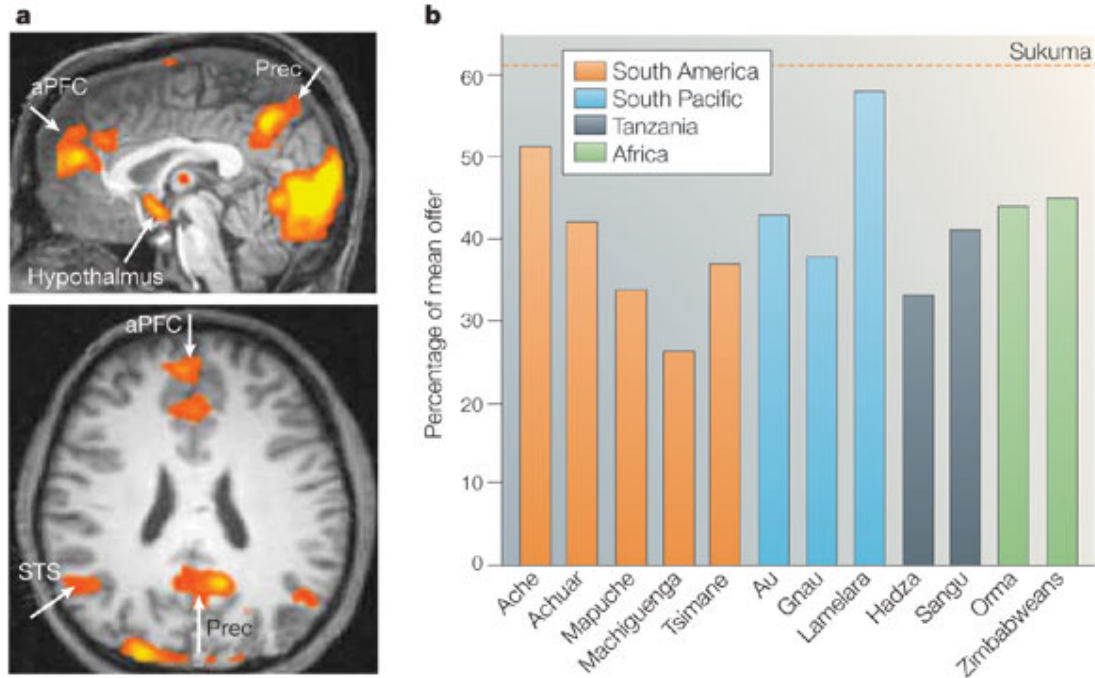 a
aPFC
Prec
Hypothalmus
aPFC
STS
Prec
b
Sukuma
South America
South Pacific
Tanzania
Africa
Percentage of mean offer
60
50
40
30
20
10
0
Ache
Achuar
Mapuche
Machiguenga
Tsimane
Au
Gnau
Lamelara
Hadza
Sangu
Orma
Zimbabweans